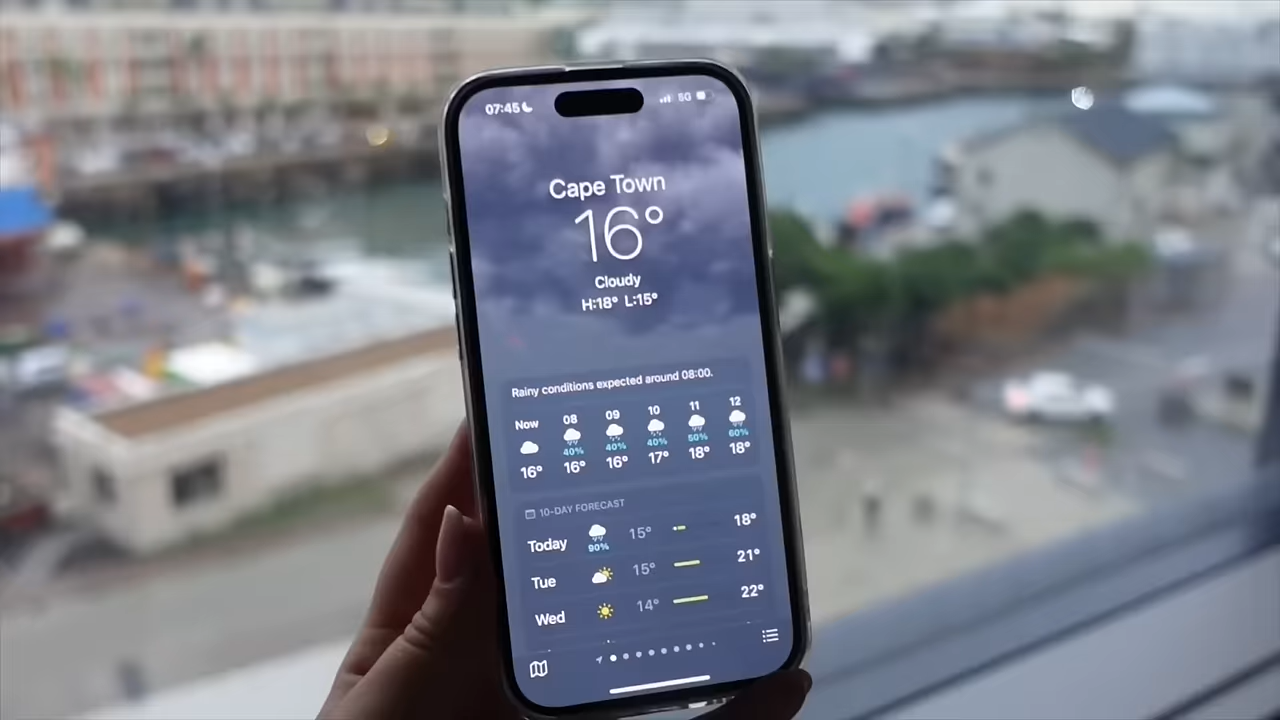 07:45 5G
Cape Town
16°
Cloudy
H:18° L:15°
Rainy conditions expected around 08:00.
Now 08 09 10 11 12
40% 40% 40% 50% 60%
16° 16° 16° 17° 18° 18°
10-DAY FORECAST
Today 90% 15° 18°
Tue 15° 21°
Wed 14° 22°